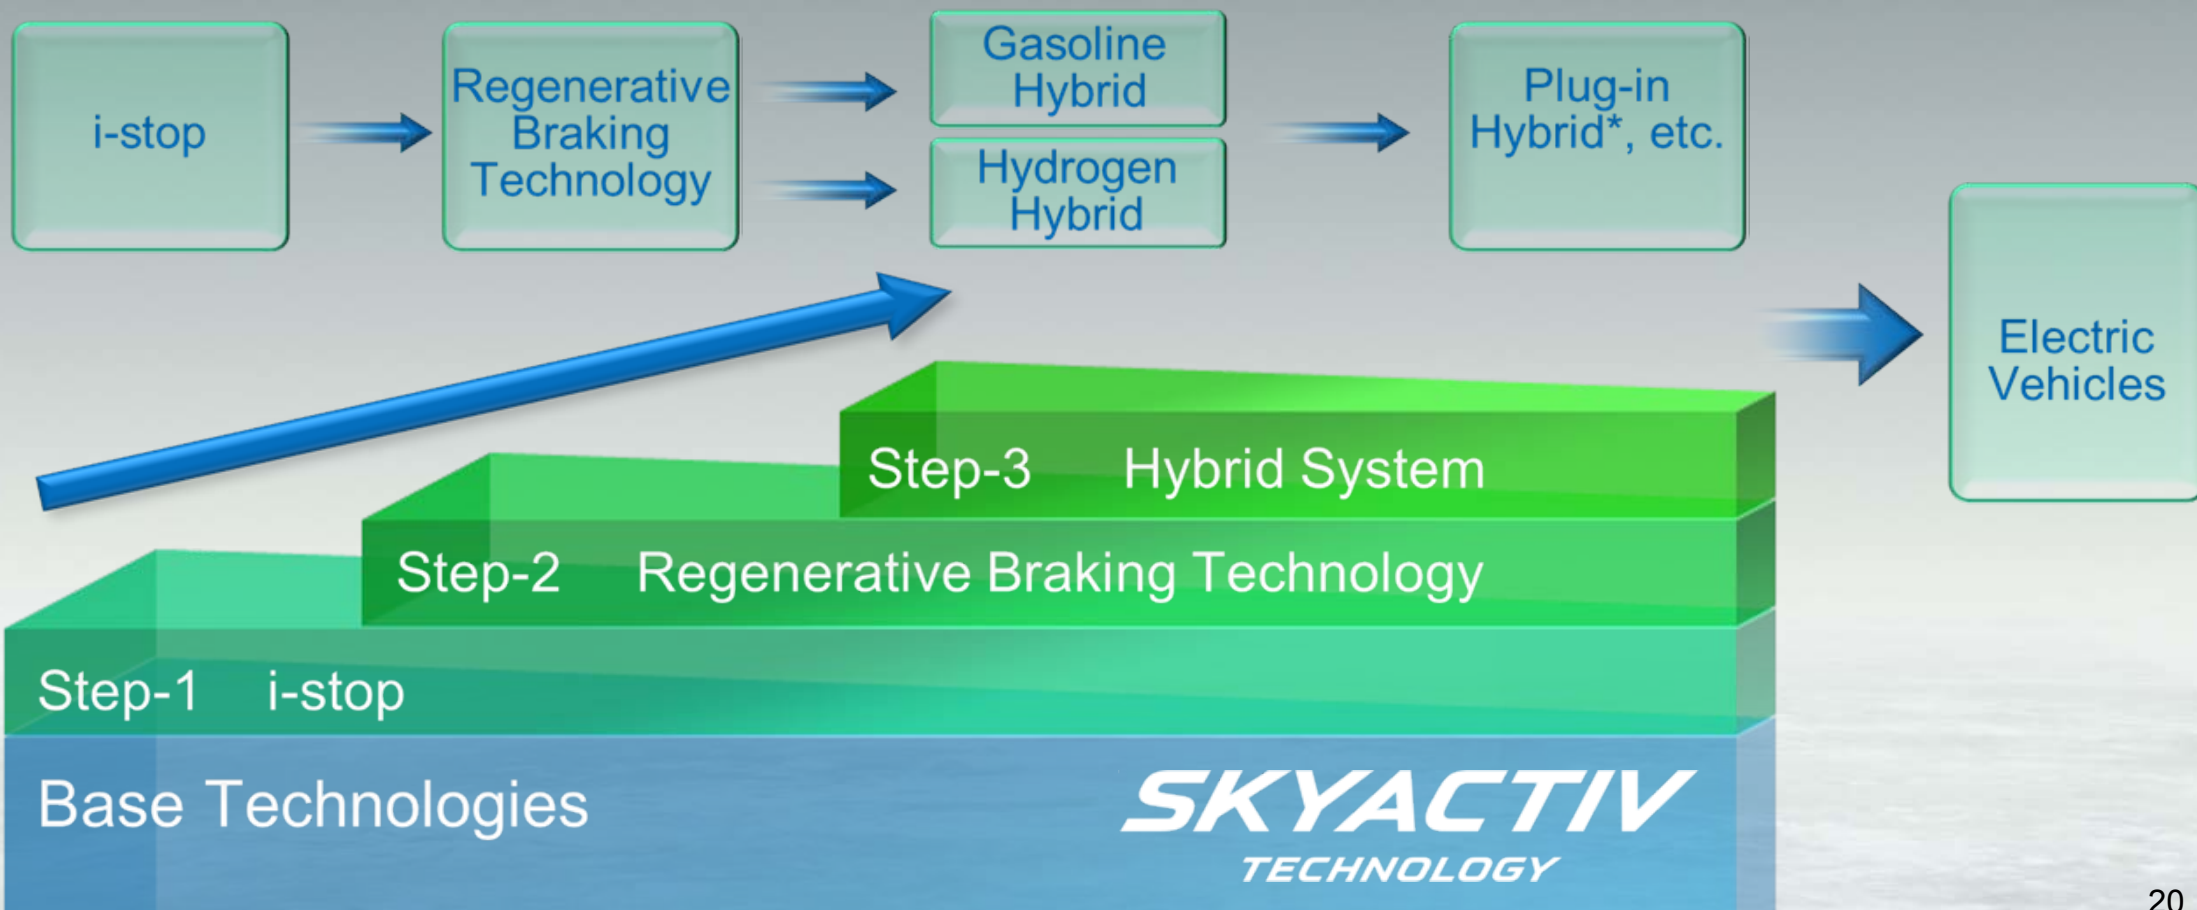 i-stop
Regenerative
Braking
Technology
Gasoline
Hybrid
Hydrogen
Hybrid
Plug-in
Hybrid*, etc.
Electric
Vehicles
Step-3 Hybrid System
Step-2 Regenerative Braking Technology
Step-1 i-stop
Base Technologies
SKYACTIV
TECHNOLOGY
20